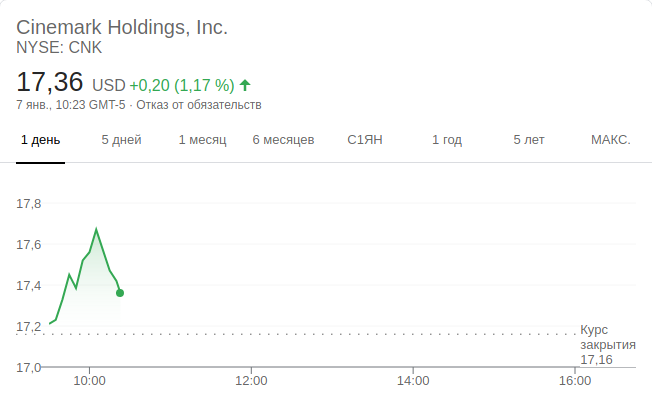 Cinemark Holdings, Inc.
NYSE: CNK
17,36 USD +0,20 (1,17 %)
7 янв., 10:23 GMT-5 · Отказ от обязательств
1 день 5 дней 1 месяц 6 месяцев С1ЯН 1 год 5 лет МАКС.
17,8
17,6
17,4
17,2
Курс
закрытия
17,16
17,0
10:00 12:00 14:00 16:00